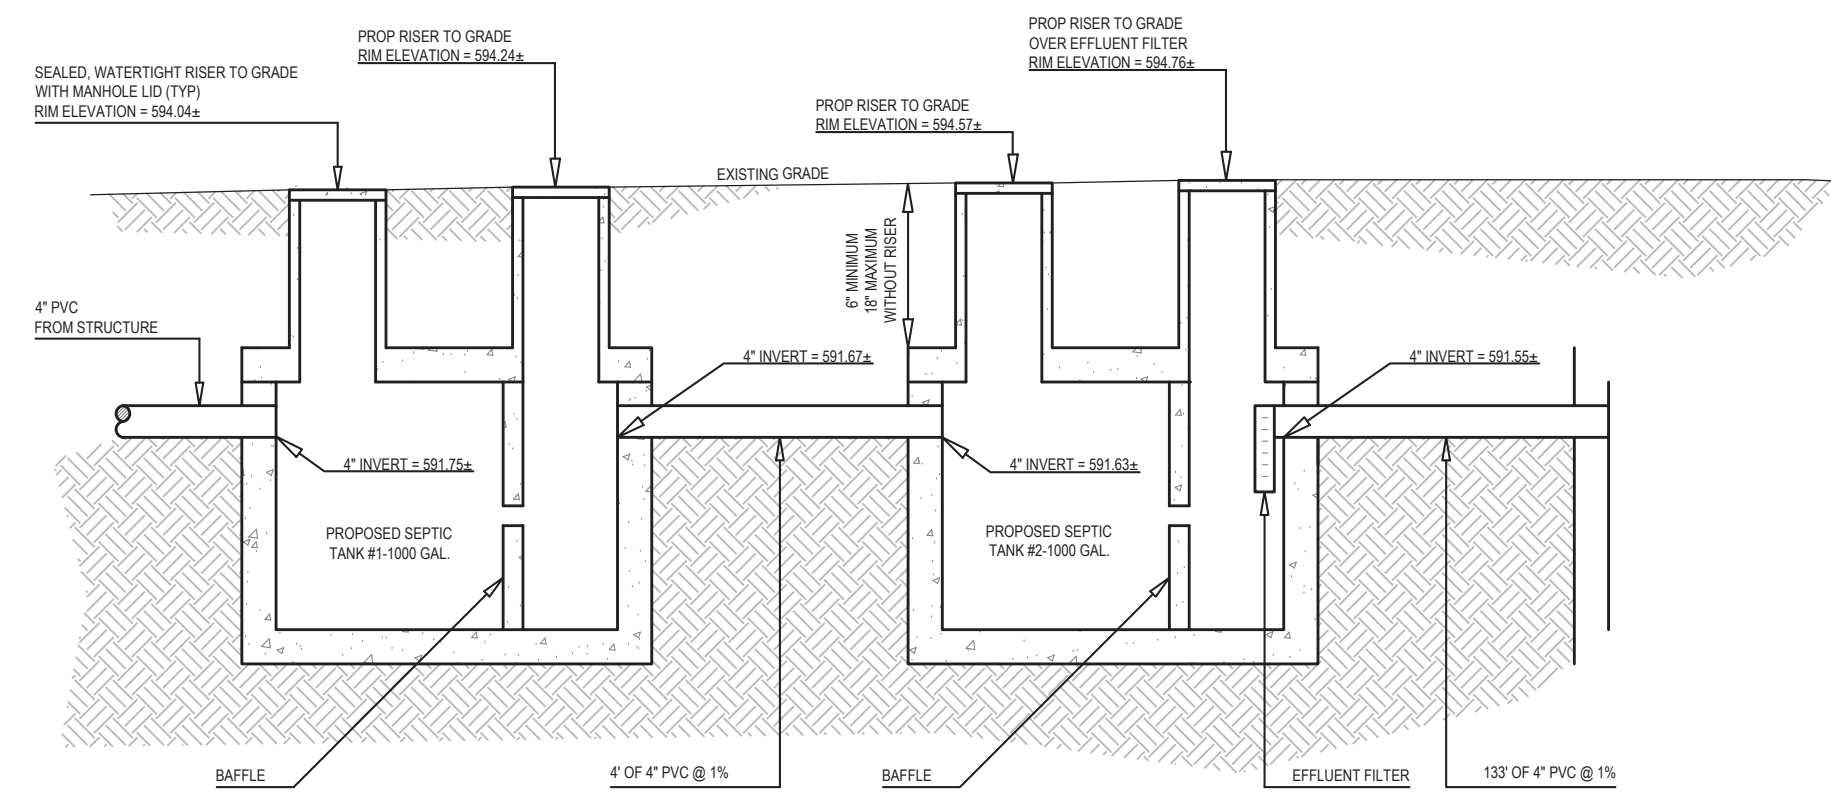 PROP RISER TO GRADE
OVER EFFLUENT FILTER
RIM ELEVATION = 594.76±
PROP RISER TO GRADE
RIM ELEVATION = 594.24±
SEALED, WATERTIGHT RISER TO GRADE
WITH MANHOLE LID (TYP)
RIM ELEVATION = 594.04±
PROP RISER TO GRADE
RIM ELEVATION = 594.57±
EXISTING GRADE
6" MINIMUM
18" MAXIMUM
WITHOUT RISER
4" PVC
FROM STRUCTURE
4" INVERT = 591.67±
4" INVERT = 591.55±
4" INVERT = 591.75±
4" INVERT = 591.63±
PROPOSED SEPTIC
TANK #1-1000 GAL.
PROPOSED SEPTIC
TANK #2-1000 GAL.
BAFFLE
4' OF 4" PVC @ 1%
BAFFLE
EFFLUENT FILTER
133' OF 4" PVC @ 1%